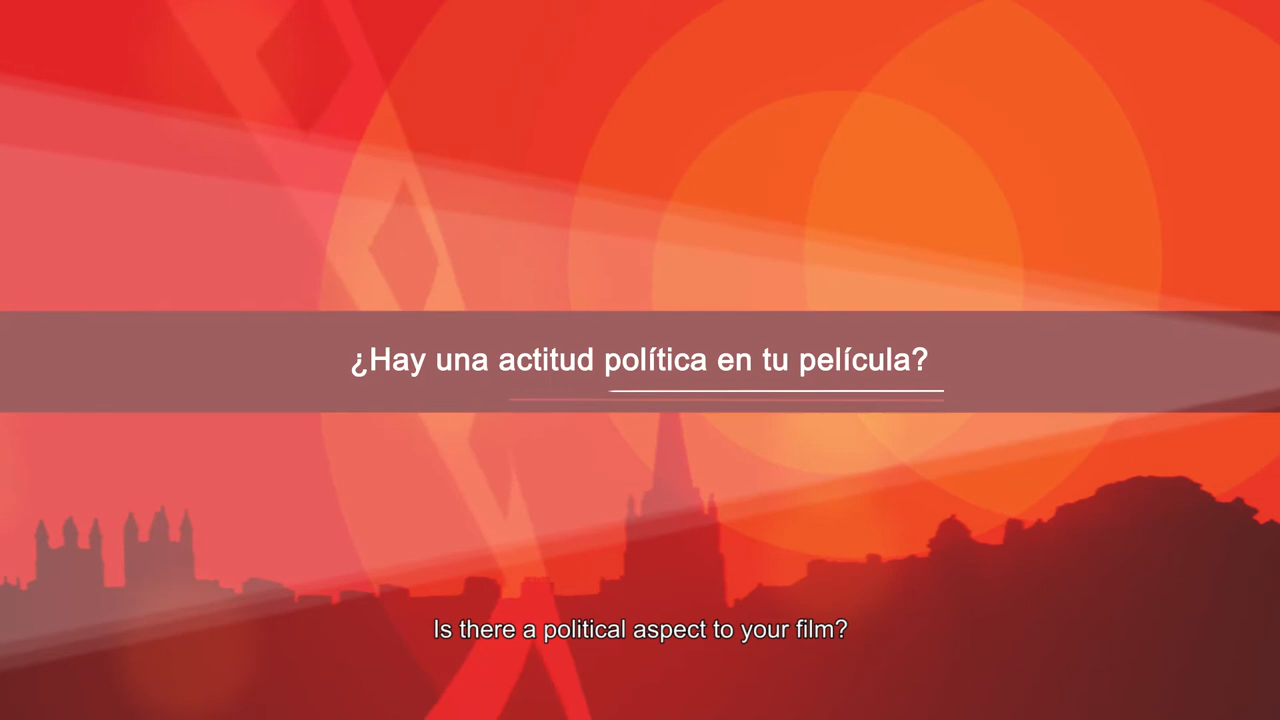 ¿Hay una actitud política en tu película?
Is there a political aspect to your film?